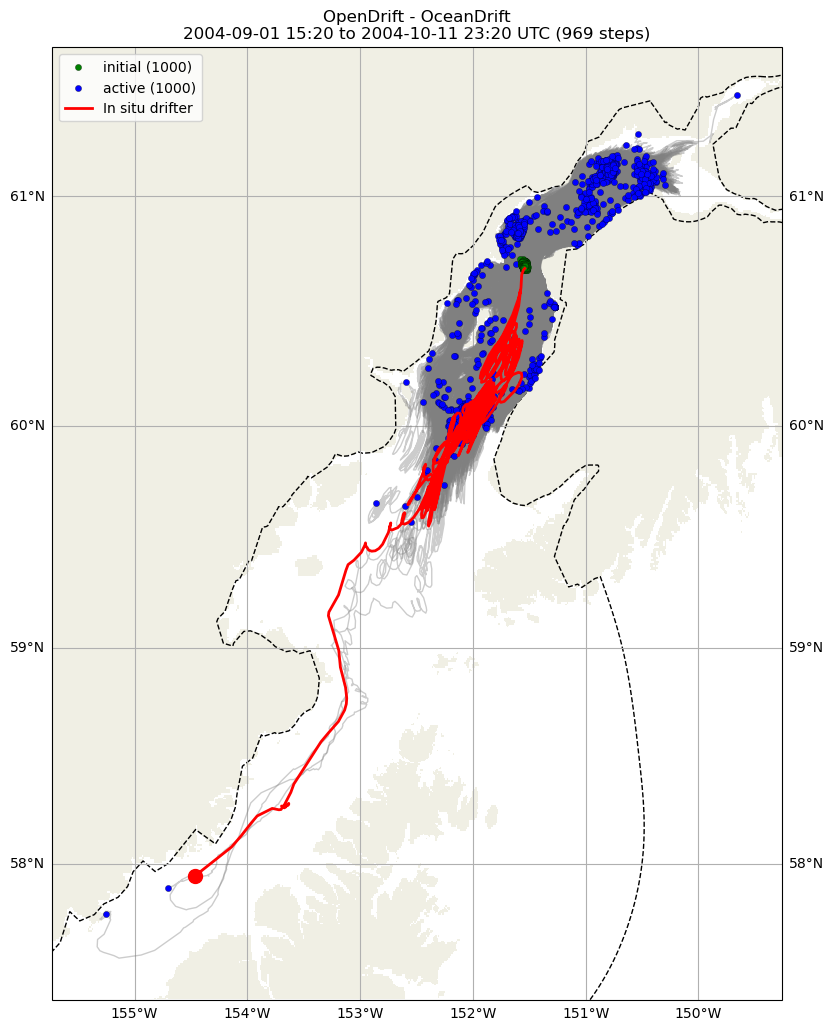 OpenDrift - OceanDrift
2004-09-01 15:20 to 2004-10-11 23:20 UTC (969 steps)
initial (1000)
active (1000)
In situ drifter
61°N
61°N
60°N
60°N
59°N
59°N
58°N
58°N
155°W
154°W
153°W
152°W
151°W
150°W